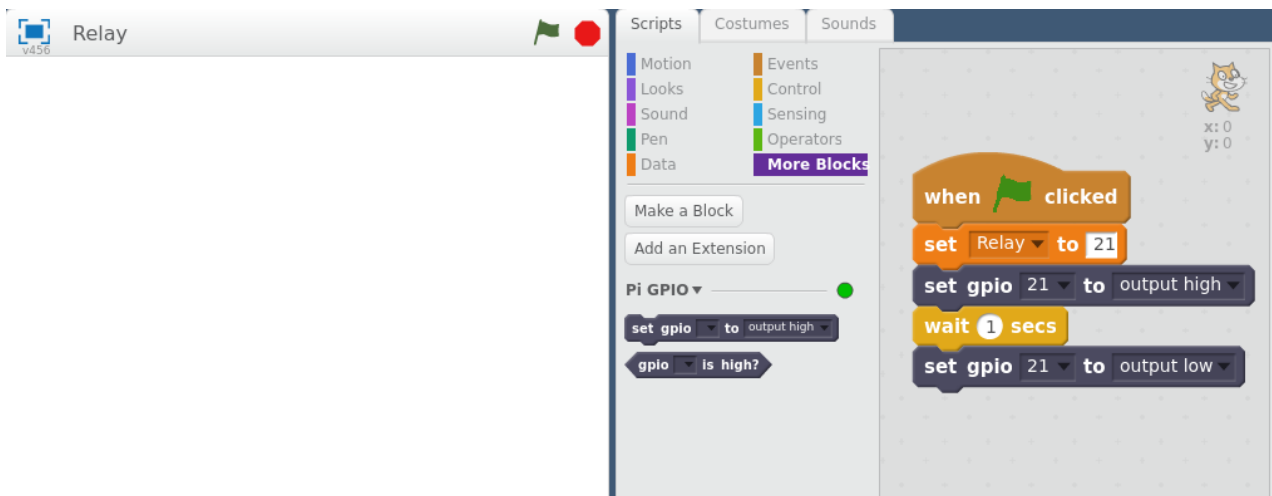 Relay
v456
Scripts
Costumes
Sounds
Motion
Events
Looks
Control
Sound
Sensing
Pen
Operators
Data
More Blocks
Make a Block
Add an Extension
Pi GPIO
set gpio to output high
gpio is high?
x: 0
y: 0
when clicked
set Relay to 21
set gpio 21 to output high
wait 1 secs
set gpio 21 to output low